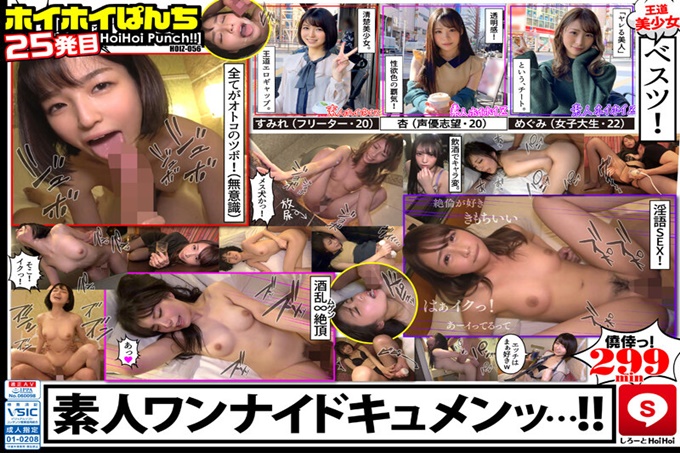 ホイホイぱんち
25発目
[HoiHoi Punch!!]
HOIZ-056
清楚美少女。
王道エロギャップ。
すみれ (フリーター・20)
透明感!
性欲色の覇気!
杏 (声優志望・20)
「ヤレる美人」
という、チート。
めぐみ (女子大生・22)
王道
美少女
ベスツ!
全てがオトコのツボ!(無意識)
メス犬かっ!
放尿
飲酒でキャラ変。
絶倫が好き
きもちいい
淫語SEX!
はぁイクっ!
あーイってるって
そこ!
イクっ!
あっ♥
酒乱∞絶頂
エッチは
まぁ好きw
僥倖っ!
299
min
VSIC
成人指定
01-0208
素人ワンナイドキュメンッ…!!
S
しろーとHoiHoi